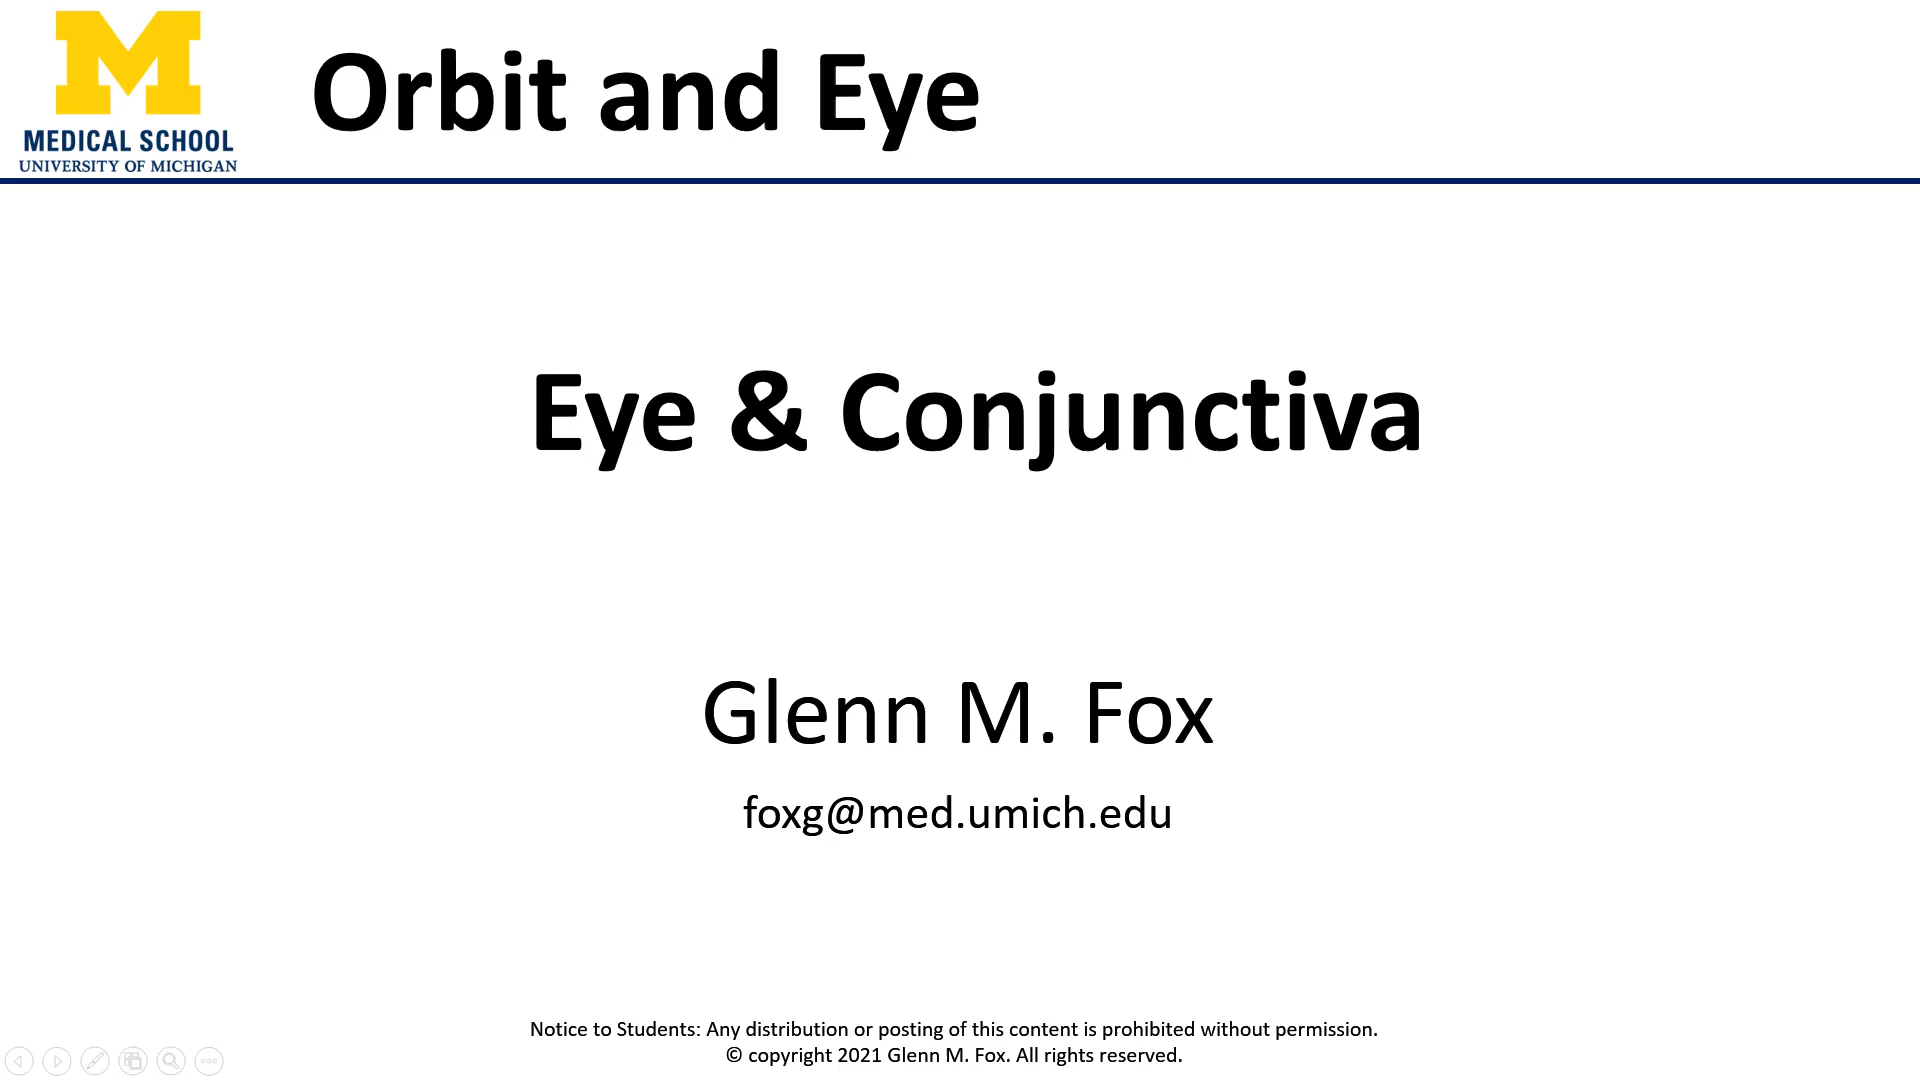 M
MEDICAL SCHOOL
UNIVERSITY OF MICHIGAN
Orbit and Eye
Eye & Conjunctiva
Glenn M. Fox
foxg@med.umich.edu
Notice to Students: Any distribution or posting of this content is prohibited without permission.
© copyright 2021 Glenn M. Fox. All rights reserved.